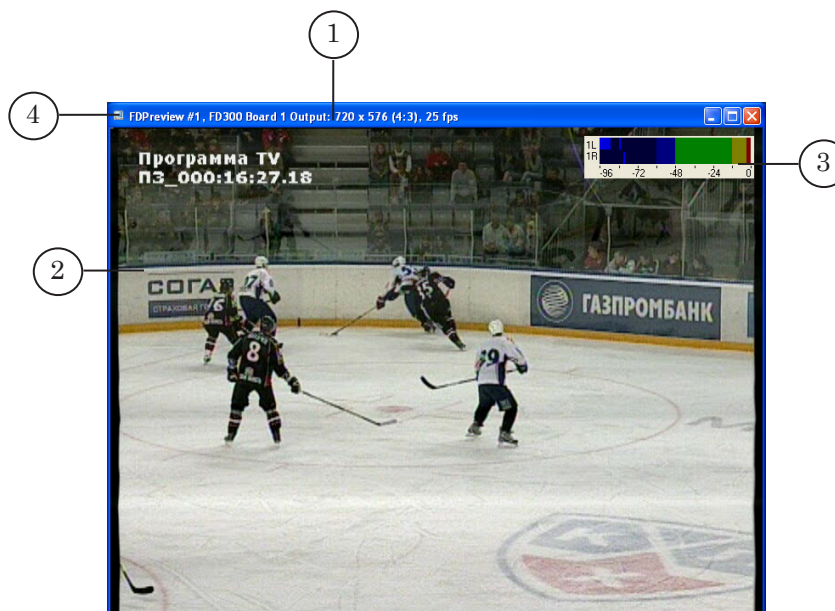 1
4
FDPreview #1, FD300 Board 1 Output: 720 x 576 (4:3), 25 fps
Программа TV
ПЗ_000:16:27.18
1L
1R
-96 -72 -48 -24 0
3
2
СОГАЗ
СТРАХОВАЯ
ГАЗПРОМБАНК
8